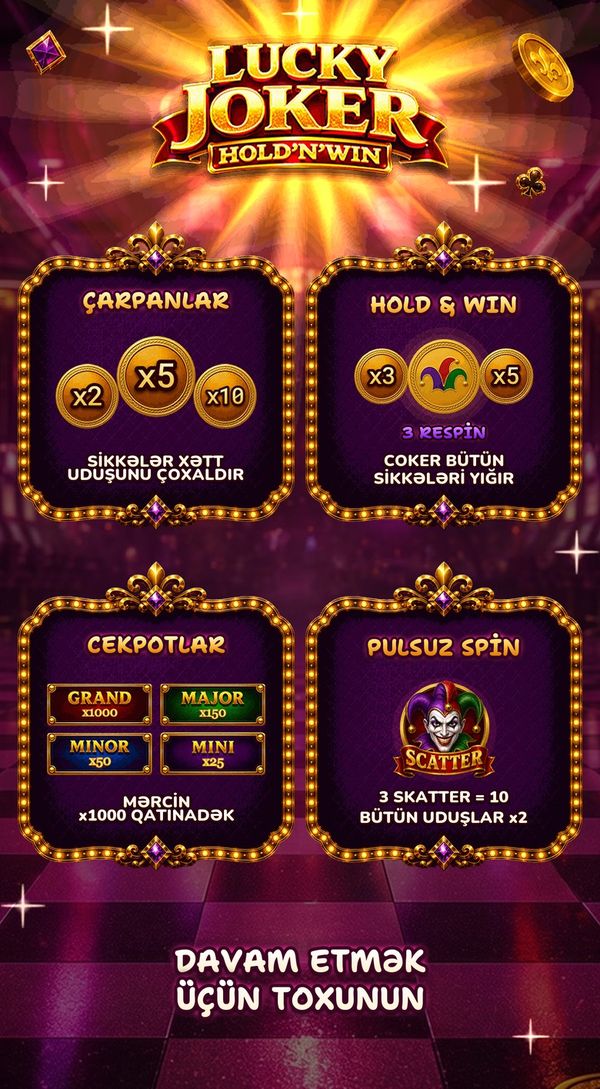 LUCKY
JOKER
HOLD'N'WIN
ÇARPANLAR
x2
x5
x10
SİKKƏLƏR XƏTT
UDUŞUNU ÇOXALDIR
HOLD & WIN
x3
x5
3 RESPİN
COKER BÜTÜN
SİKKƏLƏRİ YIĞIR
CEKPOTLAR
GRAND
x1000
MAJOR
x150
MINOR
x50
MINI
x25
MƏRCİN
x1000 QATINADƏK
PULSUZ SPİN
SCATTER
3 SKATTER = 10
BÜTÜN UDUŞLAR x2
DAVAM ETMƏK
ÜÇÜN TOXUNUN